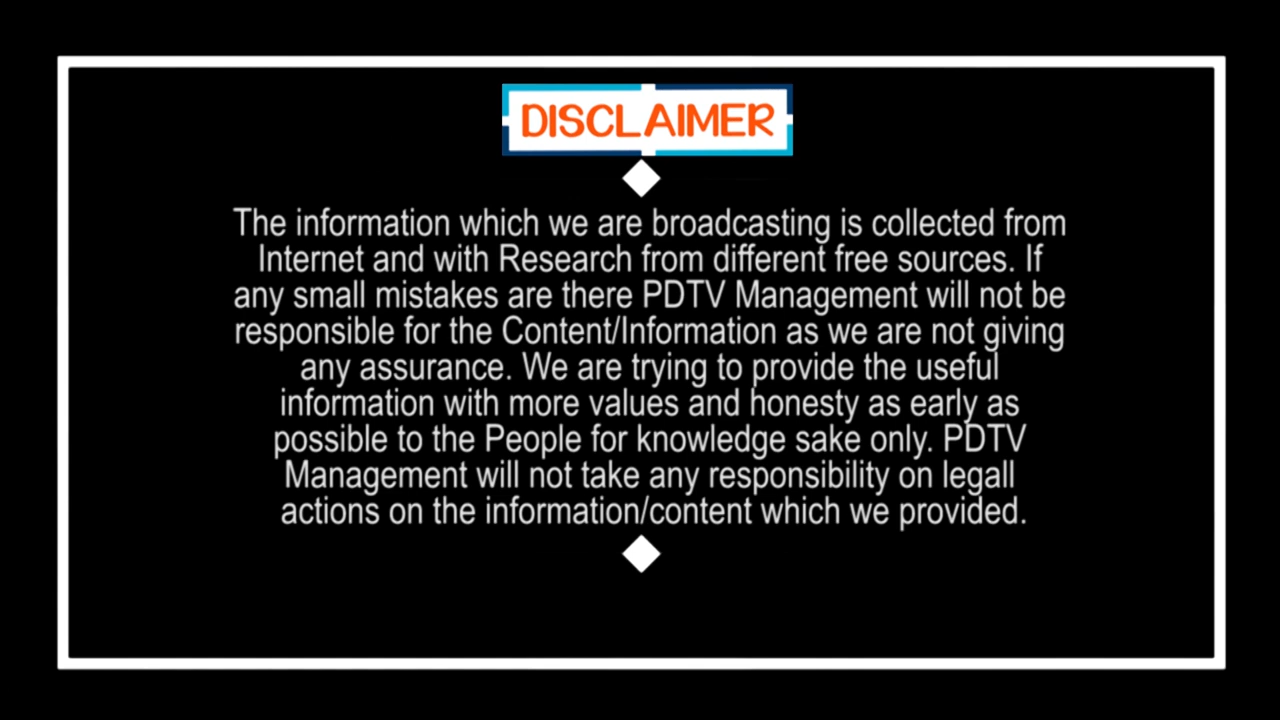 DISCLAIMER
The information which we are broadcasting is collected from
Internet and with Research from different free sources. If
any small mistakes are there PDTV Management will not be
responsible for the Content/Information as we are not giving
any assurance. We are trying to provide the useful
information with more values and honesty as early as
possible to the People for knowledge sake only. PDTV
Management will not take any responsibility on legall
actions on the information/content which we provided.